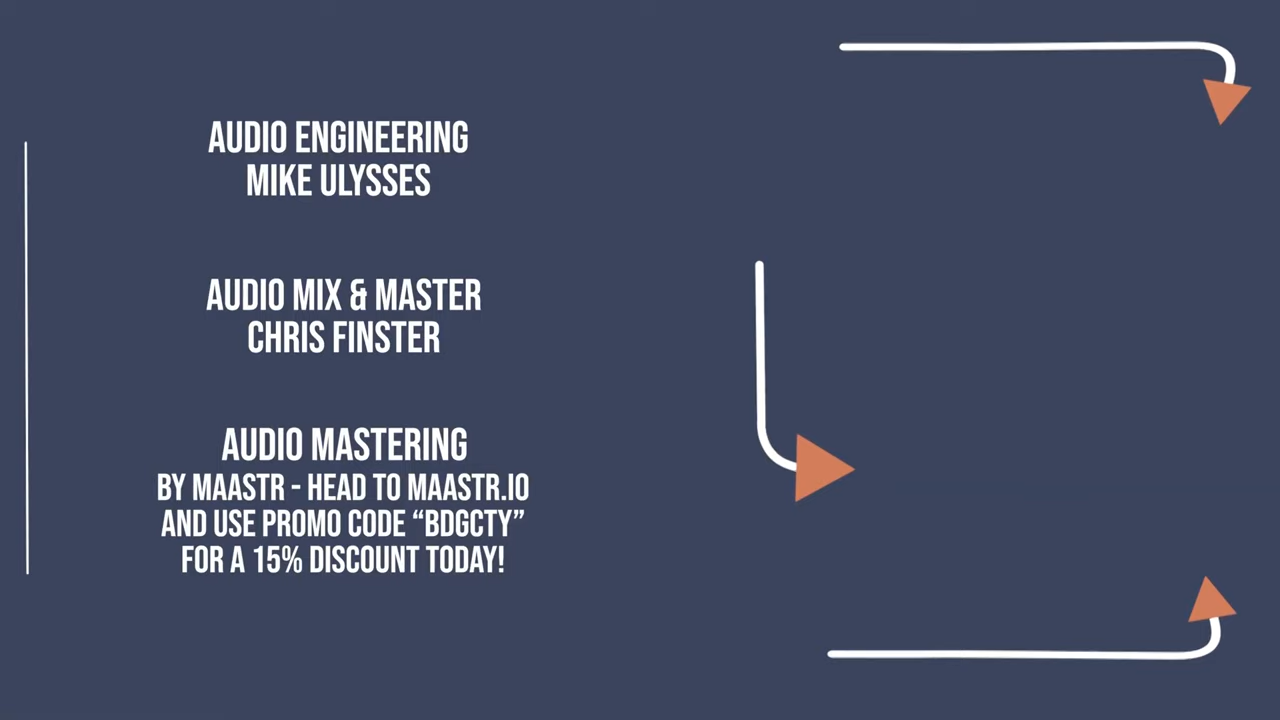 AUDIO ENGINEERING
MIKE ULYSSES
AUDIO MIX & MASTER
CHRIS FINSTER
AUDIO MASTERING
BY MAASTR - HEAD TO MAASTR.IO
AND USE PROMO CODE “BDGCTY”
FOR A 15% DISCOUNT TODAY!